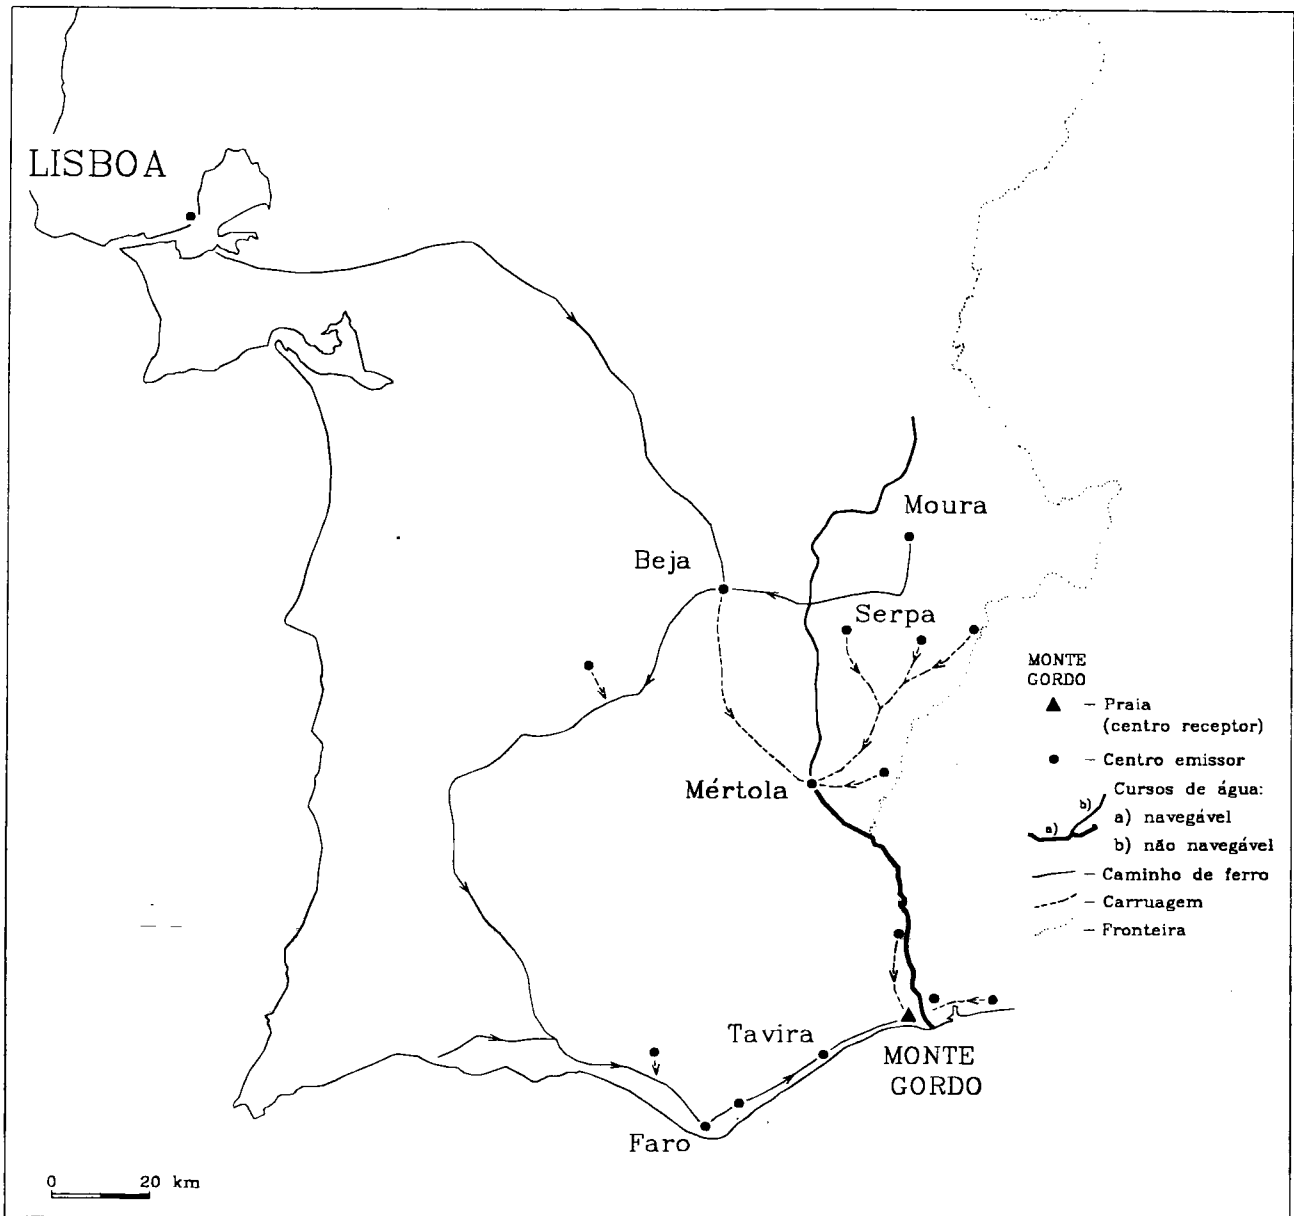 LISBOA
Moura
Beja
Serpa
MONTE
GORDO
– Praia
(centro receptor)
– Centro emissor
Cursos de água:
b)
a) navegável
a)
b) não navegável
– Caminho de ferro
– Carruagem
– Fronteira
Mértola
Tavira
MONTE
GORDO
Faro
0 20 km